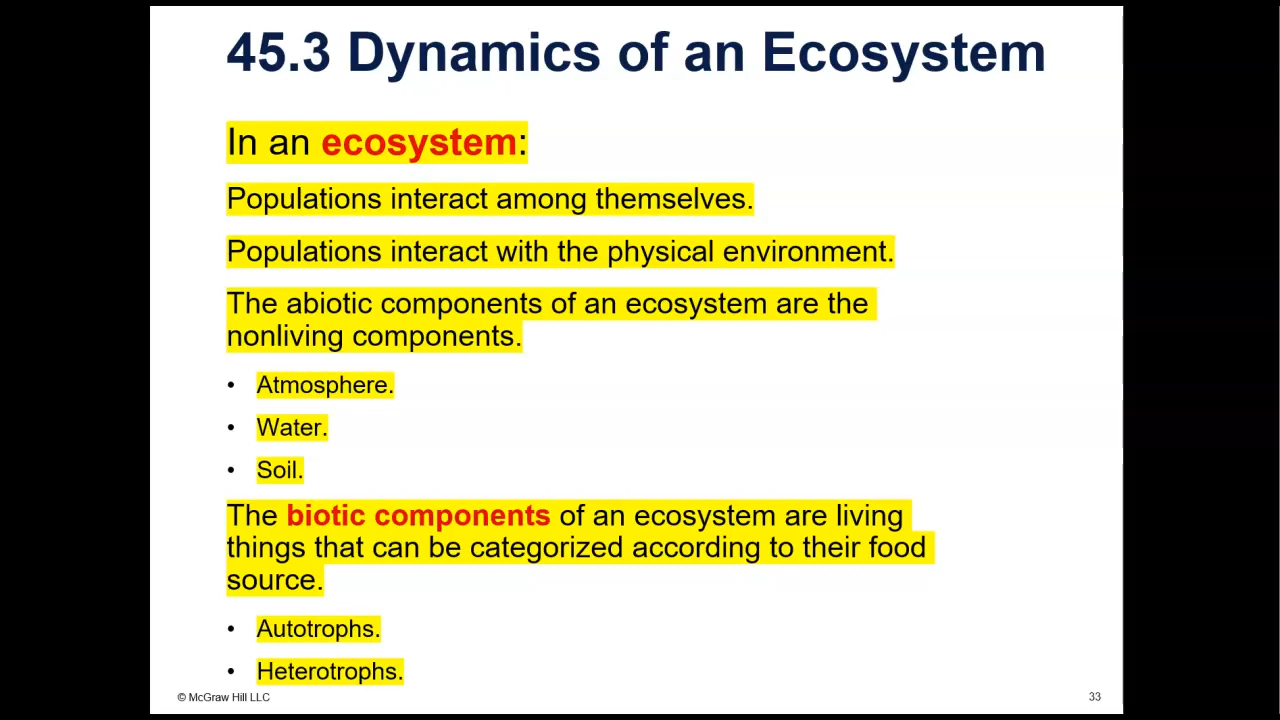 45.3 Dynamics of an Ecosystem
In an ecosystem:
Populations interact among themselves.
Populations interact with the physical environment.
The abiotic components of an ecosystem are the
nonliving components.
• Atmosphere.
• Water.
• Soil.
The biotic components of an ecosystem are living
things that can be categorized according to their food
source.
• Autotrophs.
• Heterotrophs.
© McGraw Hill LLC
33